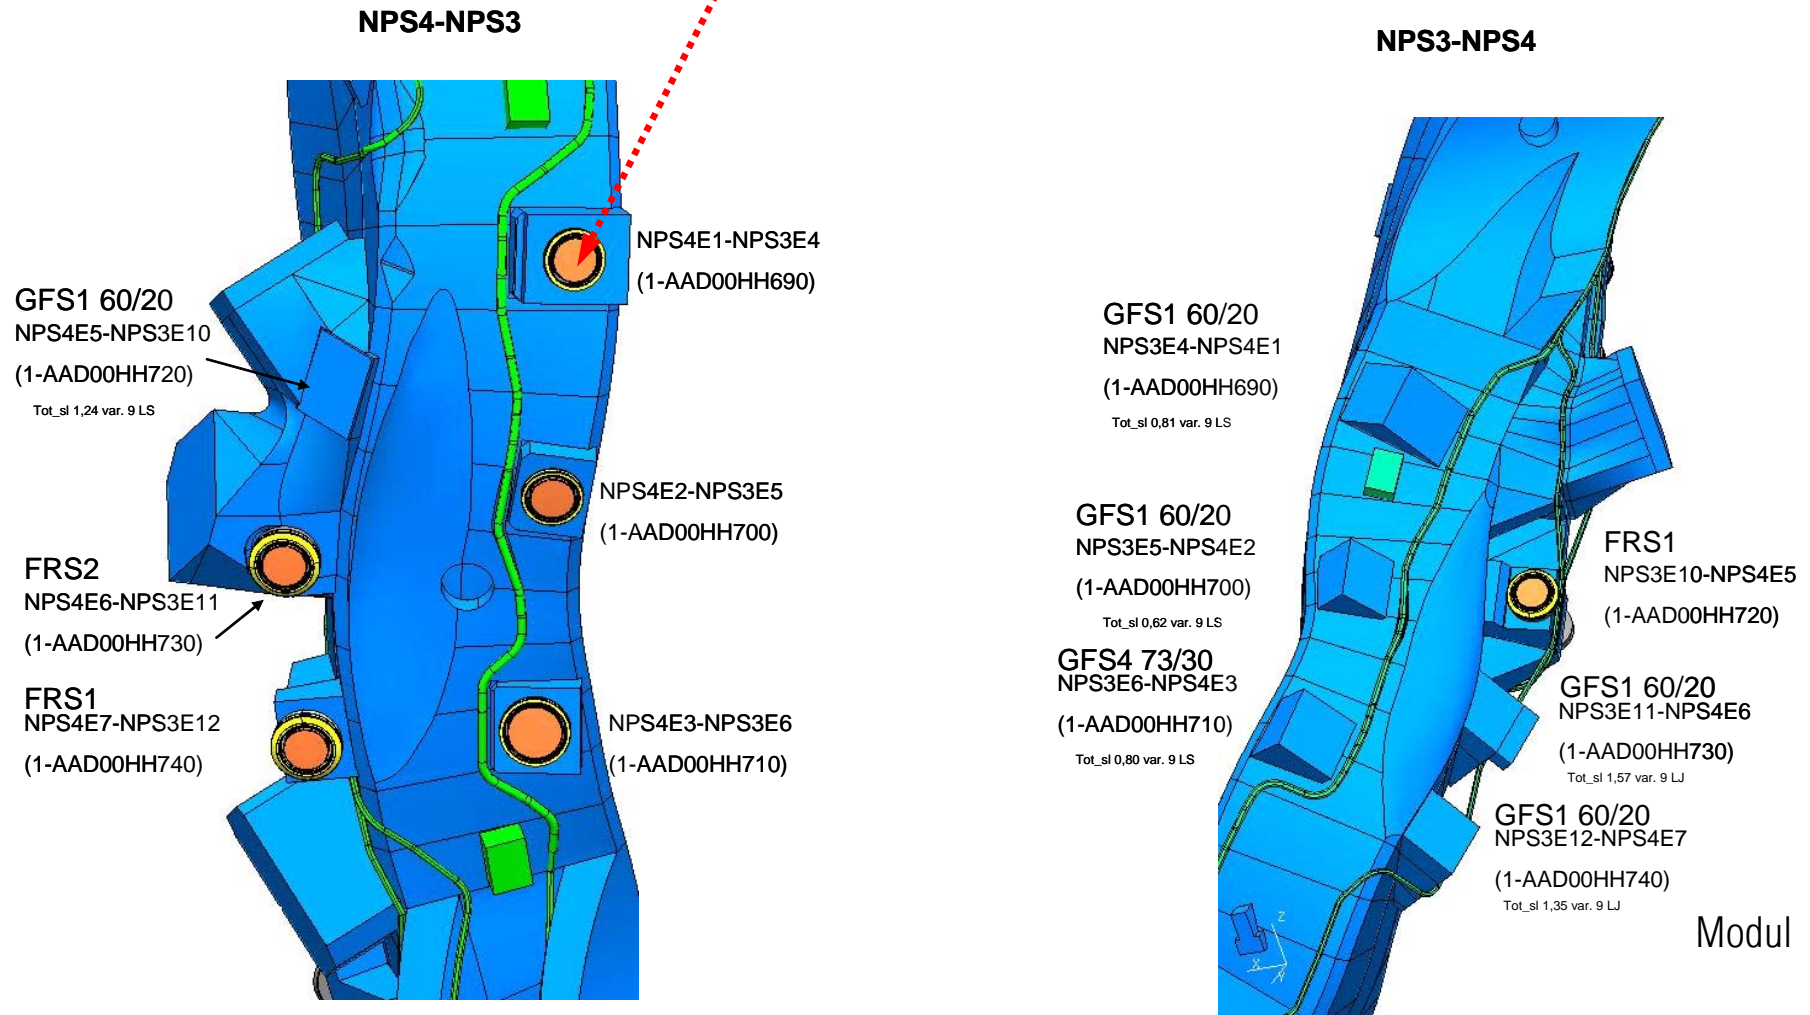 NPS4-NPS3
NPS4E1-NPS3E4
(1-AAD00HH690)
GFS1 60/20
NPS4E5-NPS3E10
(1-AAD00HH720)
Tot_sl 1,24 var. 9 LS
NPS4E2-NPS3E5
(1-AAD00HH700)
FRS2
NPS4E6-NPS3E11
(1-AAD00HH730)
FRS1
NPS4E7-NPS3E12
(1-AAD00HH740)
NPS4E3-NPS3E6
(1-AAD00HH710)
NPS3-NPS4
GFS1 60/20
NPS3E4-NPS4E1
(1-AAD00HH690)
Tot_sl 0,81 var. 9 LS
GFS1 60/20
NPS3E5-NPS4E2
(1-AAD00HH700)
Tot_sl 0,62 var. 9 LS
GFS4 73/30
NPS3E6-NPS4E3
(1-AAD00HH710)
Tot_sl 0,80 var. 9 LS
FRS1
NPS3E10-NPS4E5
(1-AAD00HH720)
GFS1 60/20
NPS3E11-NPS4E6
(1-AAD00HH730)
Tot_sl 1,57 var. 9 LJ
GFS1 60/20
NPS3E12-NPS4E7
(1-AAD00HH740)
Tot_sl 1,35 var. 9 LJ
Z
X
Y
Modul